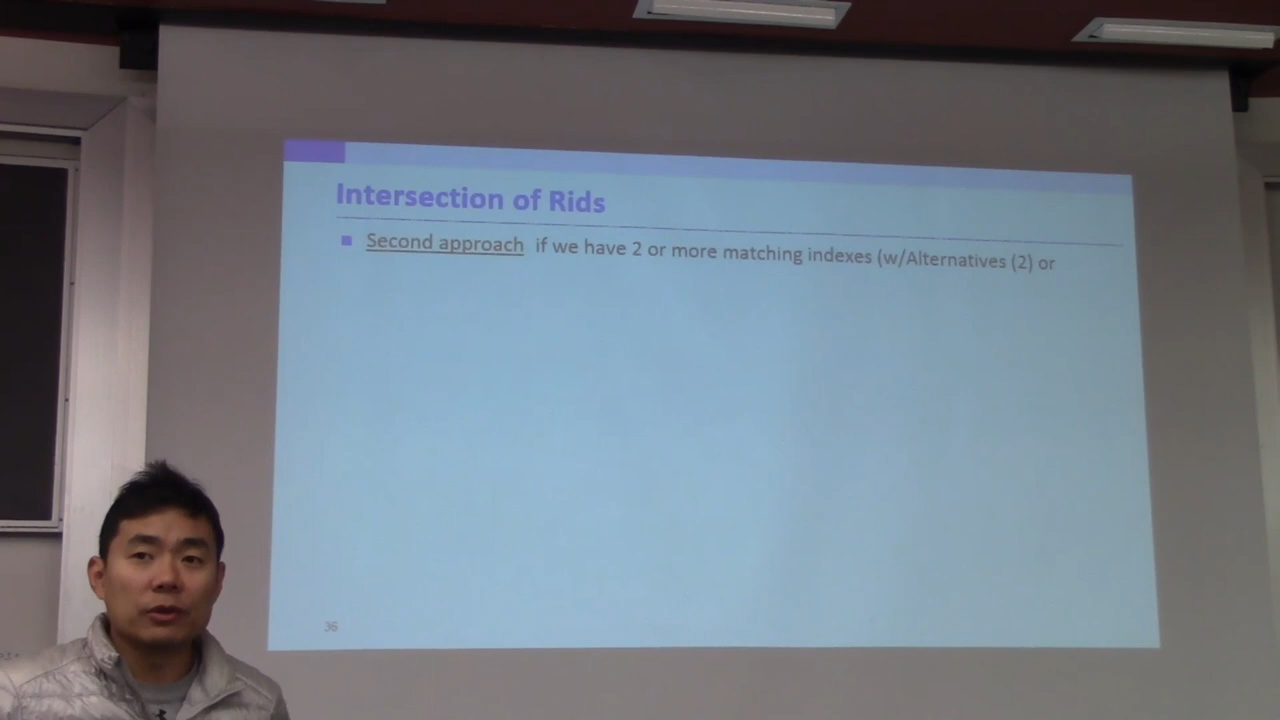 Intersection of Rids
Second approach if we have 2 or more matching indexes (w/Alternatives (2) or
36